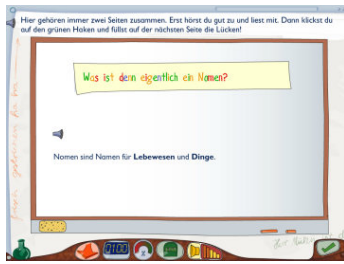 Hier gehören immer zwei Seiten zusammen. Erst hörst du gut zu und liest mit. Dann klickst du
auf den grünen Haken und füllst auf der nächsten Seite die Lücken!
Was ist denn eigentlich ein Namen?
Nomen sind Namen für Lebewesen und Dinge.